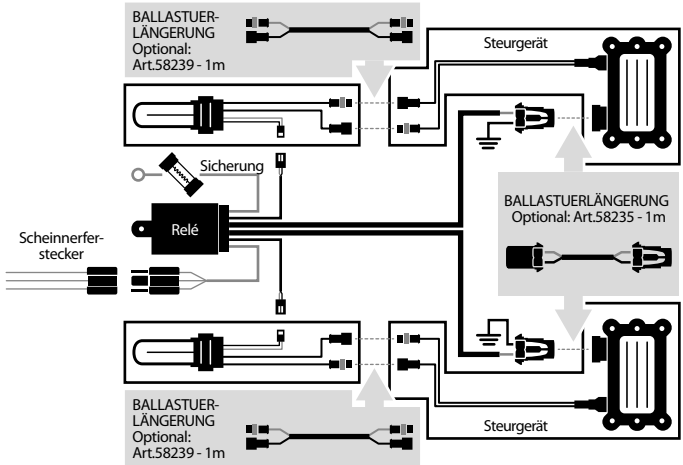 BALLASTUER-
LÄNGERUNG
Optional:
Art.58239 - 1m
Steurgerät
Sicherung
Relé
Scheinnerfer-
stecker
BALLASTUERLÄNGERUNG
Optional: Art.58235 - 1m
BALLASTUER-
LÄNGERUNG
Optional:
Art.58239 - 1m
Steurgerät